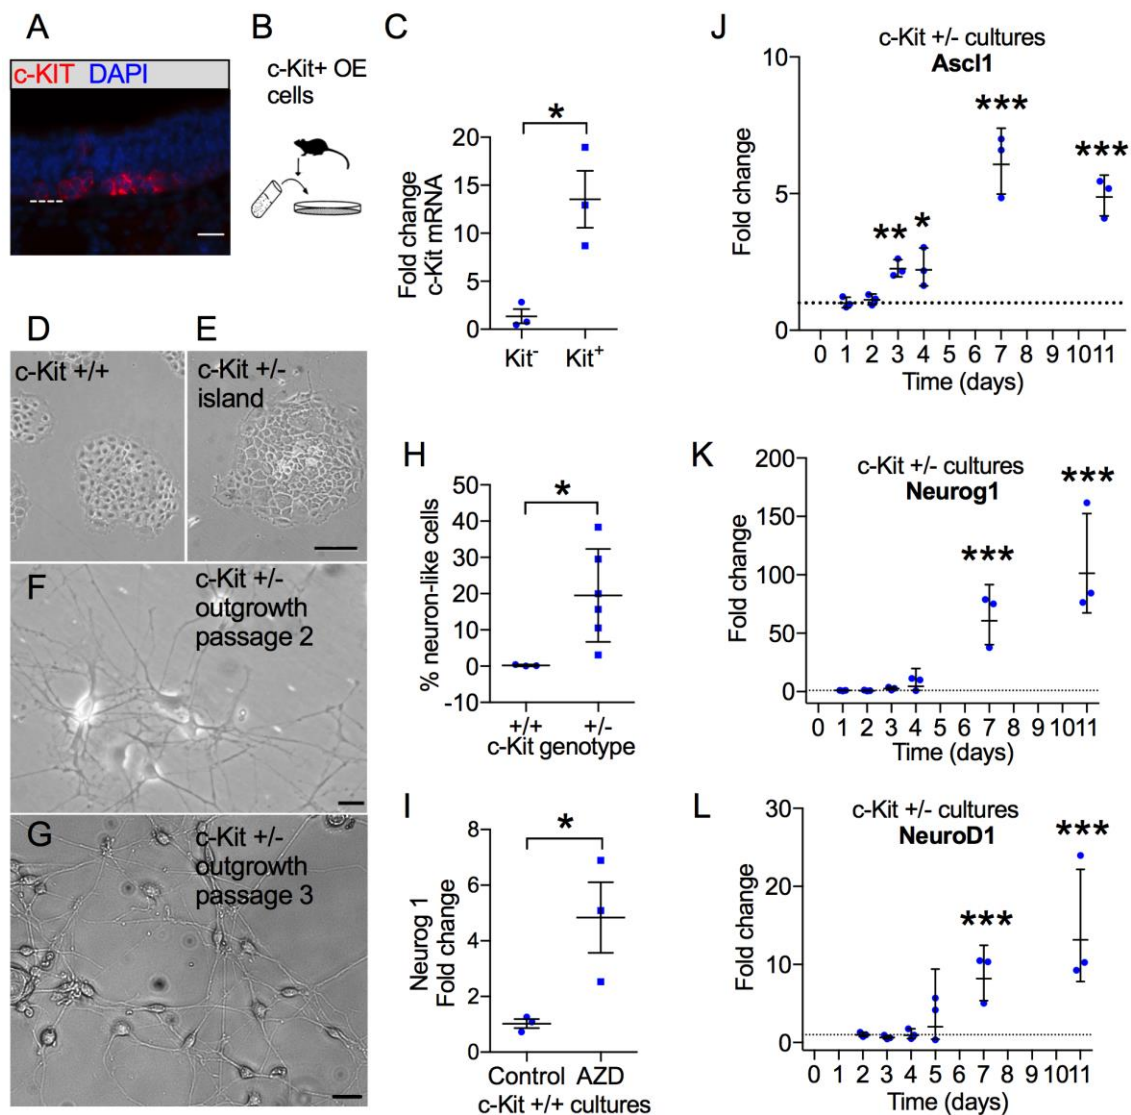 A
c-KIT DAPI
B
c-Kit+ OE
cells
C
*
Fold change
c-Kit mRNA
20
15
10
5
0
Kit-
Kit+
D
c-Kit +/+
E
c-Kit +/-
island
F
c-Kit +/-
outgrowth
passage 2
G
c-Kit +/-
outgrowth
passage 3
H
*
% neuron-like cells
50
40
30
20
10
0
-10
+/+ +/-
c-Kit genotype
I
*
Neurog 1
Fold change
8
6
4
2
0
Control AZD
c-Kit +/+ cultures
J
c-Kit +/- cultures
Ascl1
Fold change
10
5
0
** * *** ***
0 1 2 3 4 7 8 9 10 11
Time (days)
K
c-Kit +/- cultures
Neurog1
Fold change
200
150
100
50
0
*** ***
0 1 2 3 4 7 8 9 10 11
Time (days)
L
c-Kit +/- cultures
NeuroD1
Fold change
30
20
10
0
*** ***
0 1 2 3 4 5 7 8 9 10 11
Time (days)